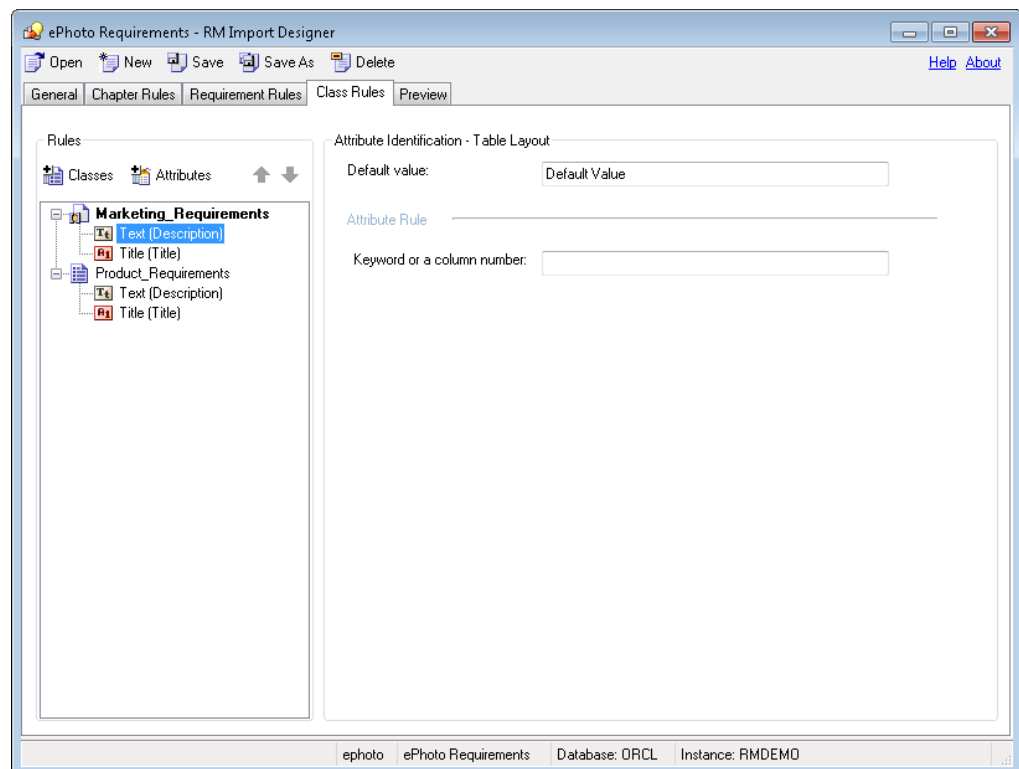 ePhoto Requirements - RM Import Designer
Open New Save Save As Delete Help About
General Chapter Rules Requirement Rules Class Rules Preview
Rules
Classes Attributes
Marketing_Requirements
Text (Description)
Title (Title)
Product_Requirements
Text (Description)
Title (Title)
Attribute Identification - Table Layout
Default value: Default Value
Attribute Rule
Keyword or a column number:
ephoto ePhoto Requirements Database: ORCL Instance: RMDEMO